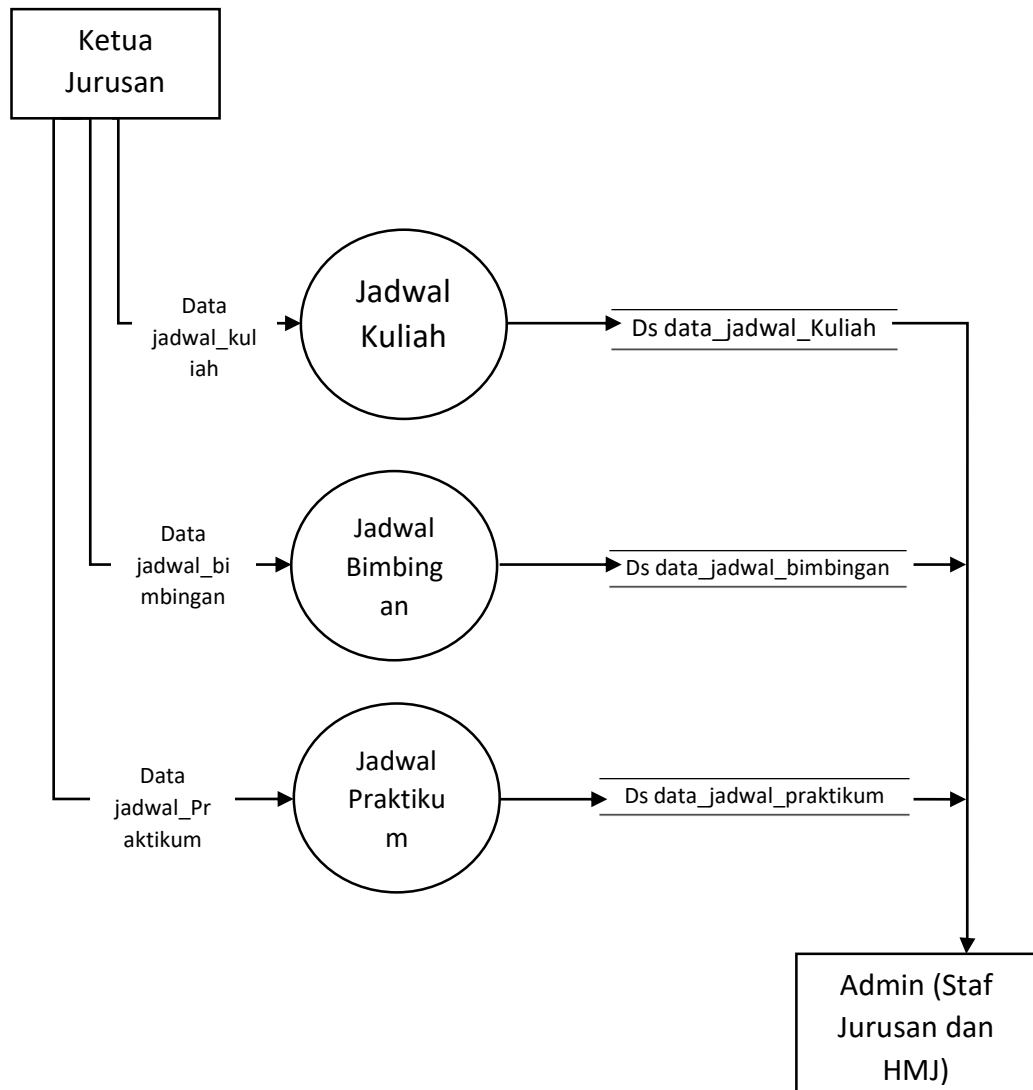 Ketua
Jurusan
Data
jadwal_kul
iah
Jadwal
Kuliah
Ds data_jadwal_Kuliah
Data
jadwal_bi
mbingan
Jadwal
Bimbing
an
Ds data_jadwal_bimbingan
Data
jadwal_Pr
aktikum
Jadwal
Praktiku
m
Ds data_jadwal_praktikum
Admin (Staf
Jurusan dan
HMJ)